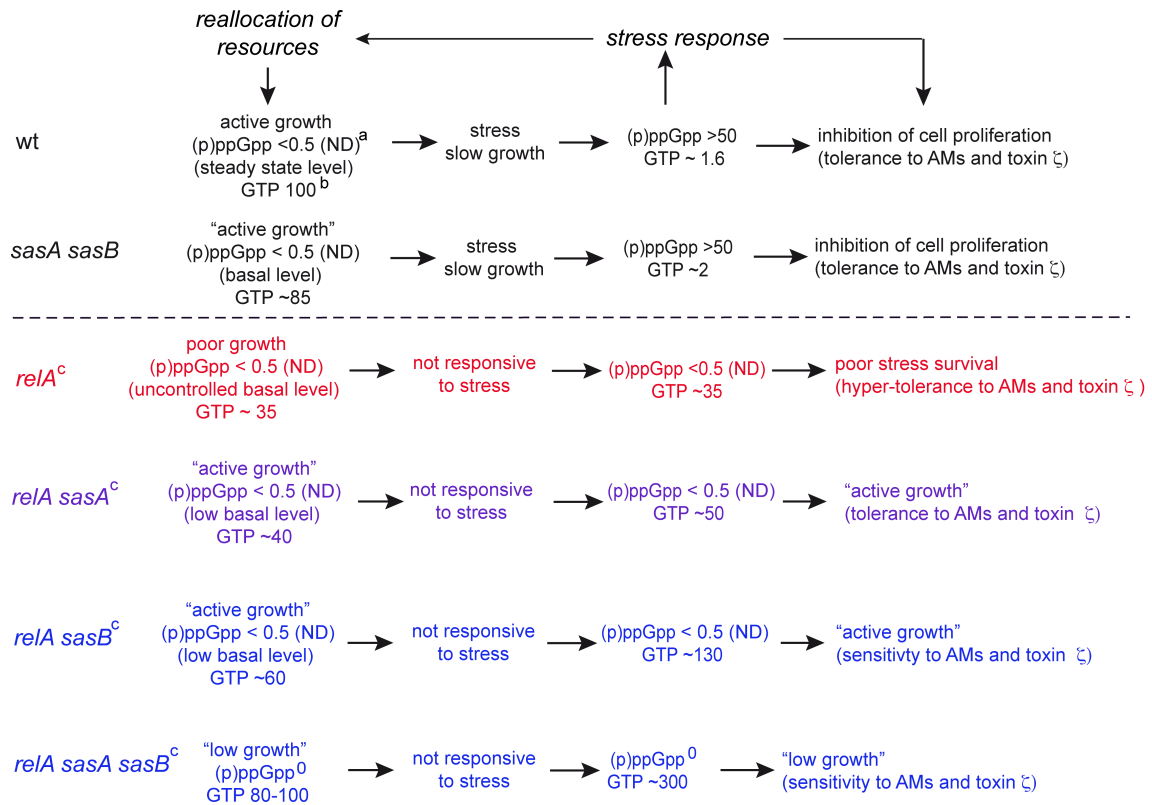 reallocation of
resources
stress response
wt
active growth
(p)ppGpp <0.5 (ND)a
(steady state level)
GTP 100b
stress
slow growth
(p)ppGpp >50
GTP ~ 1.6
inhibition of cell proliferation
(tolerance to AMs and toxin ζ)
sasA sasB
“active growth”
(p)ppGpp < 0.5 (ND)
(basal level)
GTP ~85
stress
slow growth
(p)ppGpp >50
GTP ~2
inhibition of cell proliferation
(tolerance to AMs and toxin ζ)
relAc
poor growth
(p)ppGpp < 0.5 (ND)
(uncontrolled basal level)
GTP ~ 35
not responsive
to stress
(p)ppGpp <0.5 (ND)
GTP ~35
poor stress survival
(hyper-tolerance to AMs and toxin ζ )
relA sasAc
“active growth”
(p)ppGpp < 0.5 (ND)
(low basal level)
GTP ~40
not responsive
to stress
(p)ppGpp < 0.5 (ND)
GTP ~50
“active growth”
(tolerance to AMs and toxin ζ)
relA sasBc
“active growth”
(p)ppGpp < 0.5 (ND)
(low basal level)
GTP ~60
not responsive
to stress
(p)ppGpp < 0.5 (ND)
GTP ~130
“active growth”
(sensitivty to AMs and toxin ζ)
relA sasA sasBc
“low growth”
(p)ppGpp0
GTP 80-100
not responsive
to stress
(p)ppGpp0
GTP ~300
“low growth”
(sensitivity to AMs and toxin ζ)